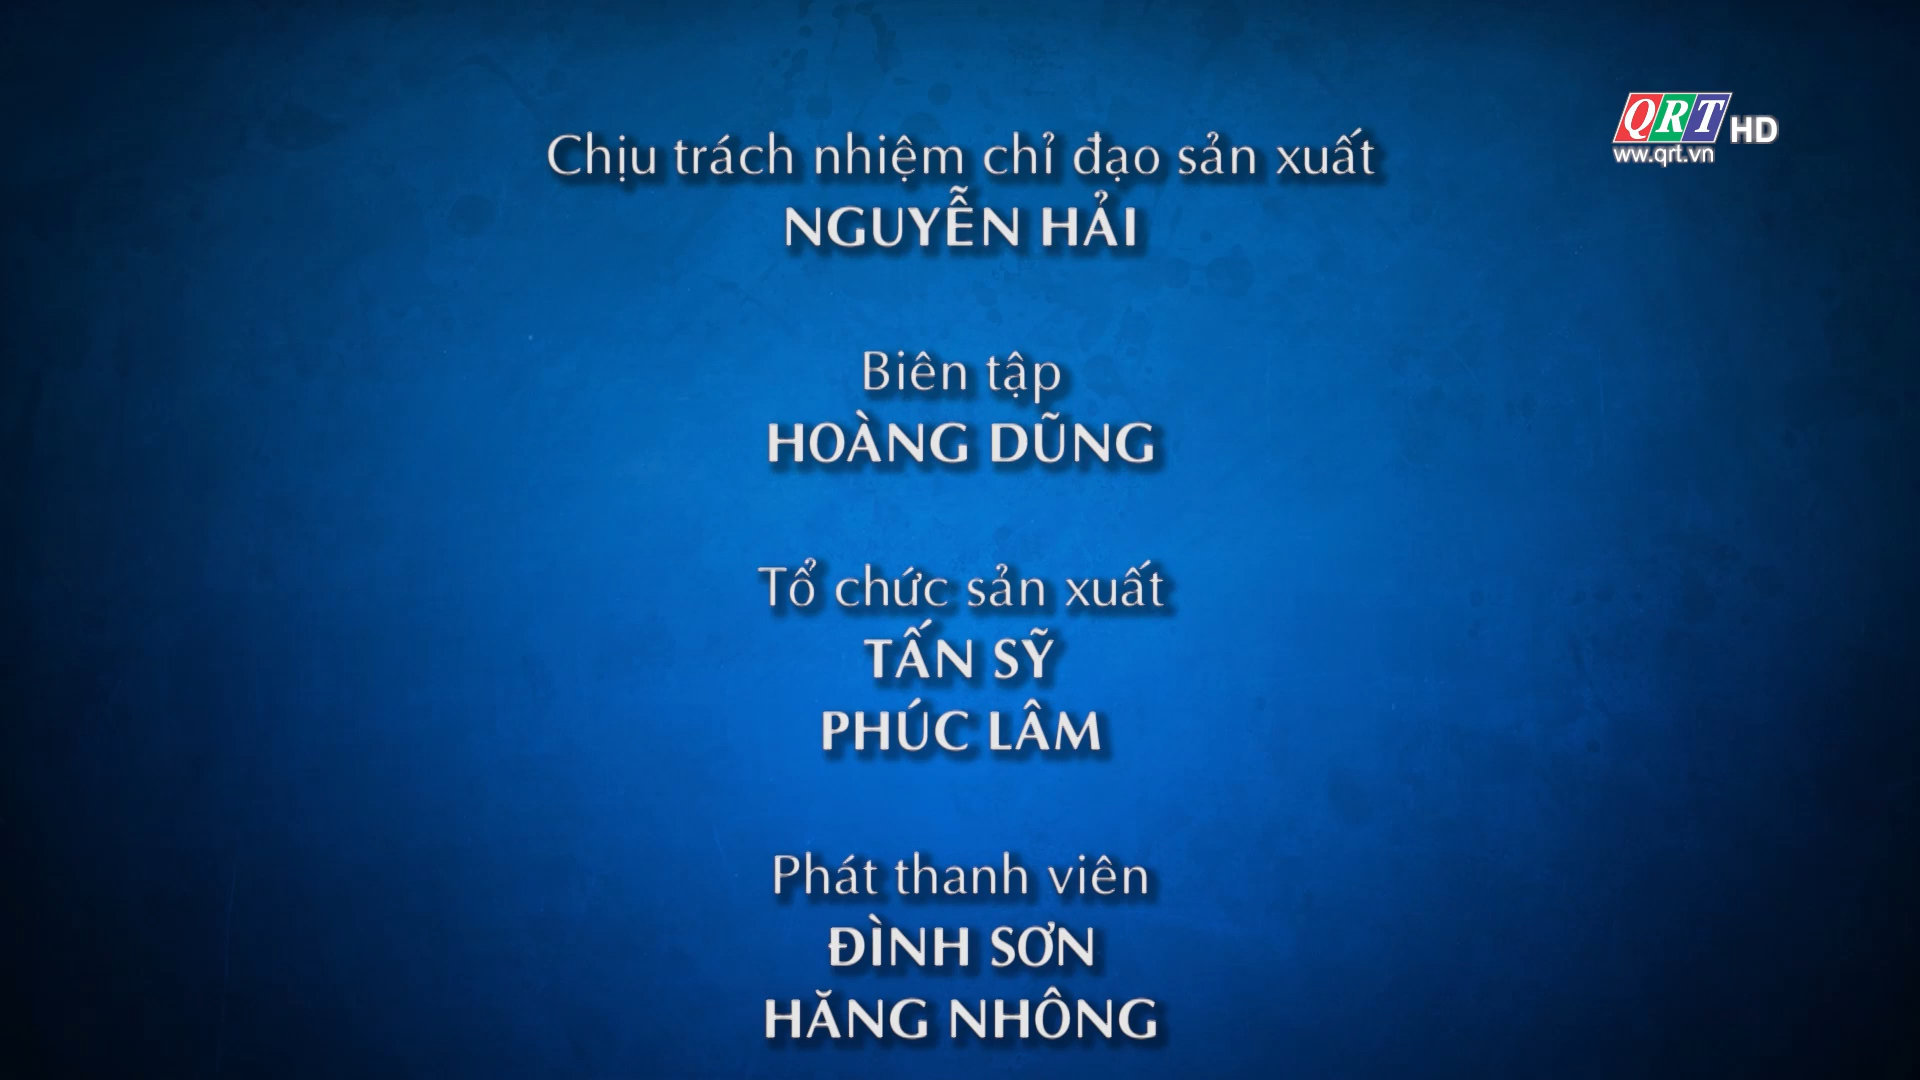 QRT HD
ww.qrt.vn
Chịu trách nhiệm chỉ đạo sản xuất
NGUYỄN HẢI
Biên tập
HOÀNG DŨNG
Tổ chức sản xuất
TẤN SỸ
PHÚC LÂM
Phát thanh viên
ĐÌNH SƠN
HĂNG NHÔNG